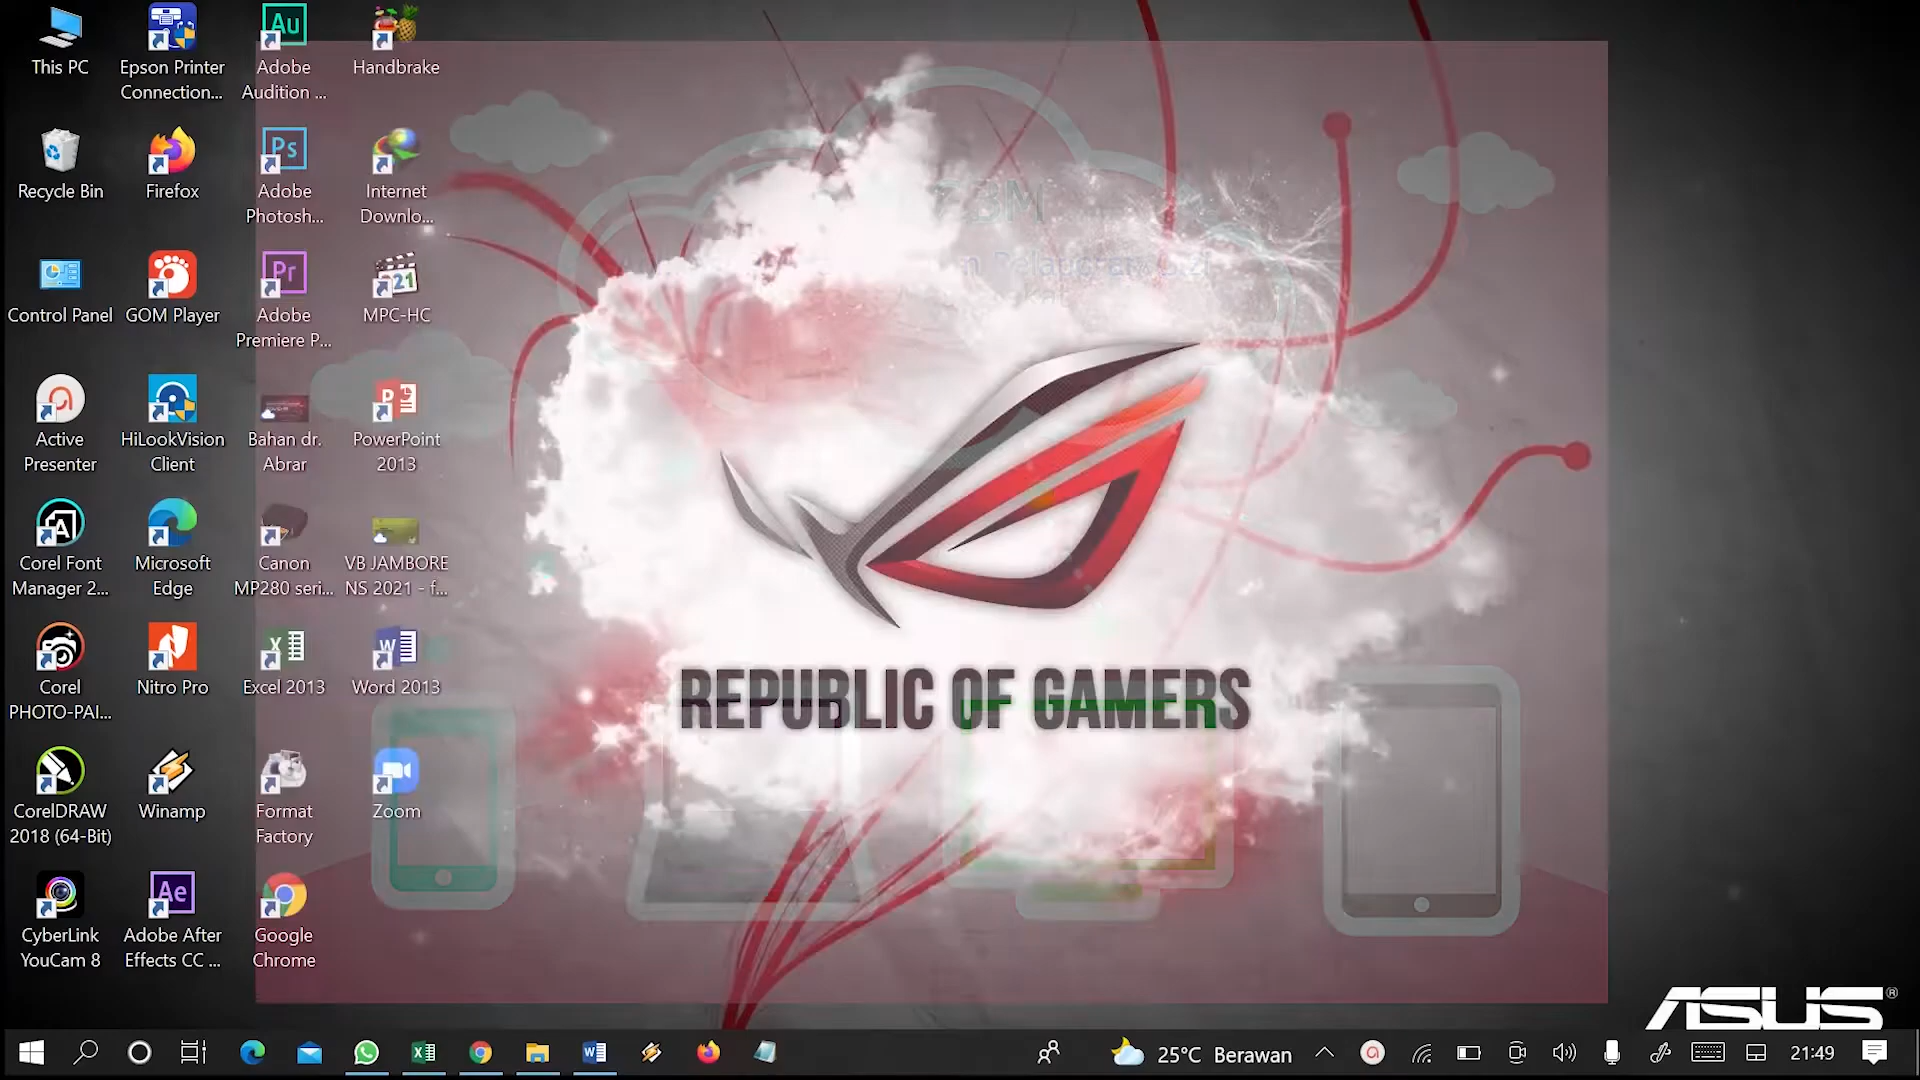 This PC
Epson Printer
Connection...
Adobe
Audition ...
Handbrake
Recycle Bin
Firefox
Adobe
Photosh...
Internet
Downlo...
Control Panel
GOM Player
Adobe
Premiere P...
MPC-HC
Active
Presenter
HiLookVision
Client
Bahan dr.
Abrar
PowerPoint
2013
Corel Font
Manager 2...
Microsoft
Edge
Canon
MP280 seri...
VB JAMBORE
NS 2021 - f...
Corel
PHOTO-PAI...
Nitro Pro
Excel 2013
Word 2013
CorelDRAW
2018 (64-Bit)
Winamp
Format
Factory
Zoom
CyberLink
YouCam 8
Adobe After
Effects CC ...
Google
Chrome
REPUBLIC OF GAMERS
ASUS
25°C Berawan
21:49